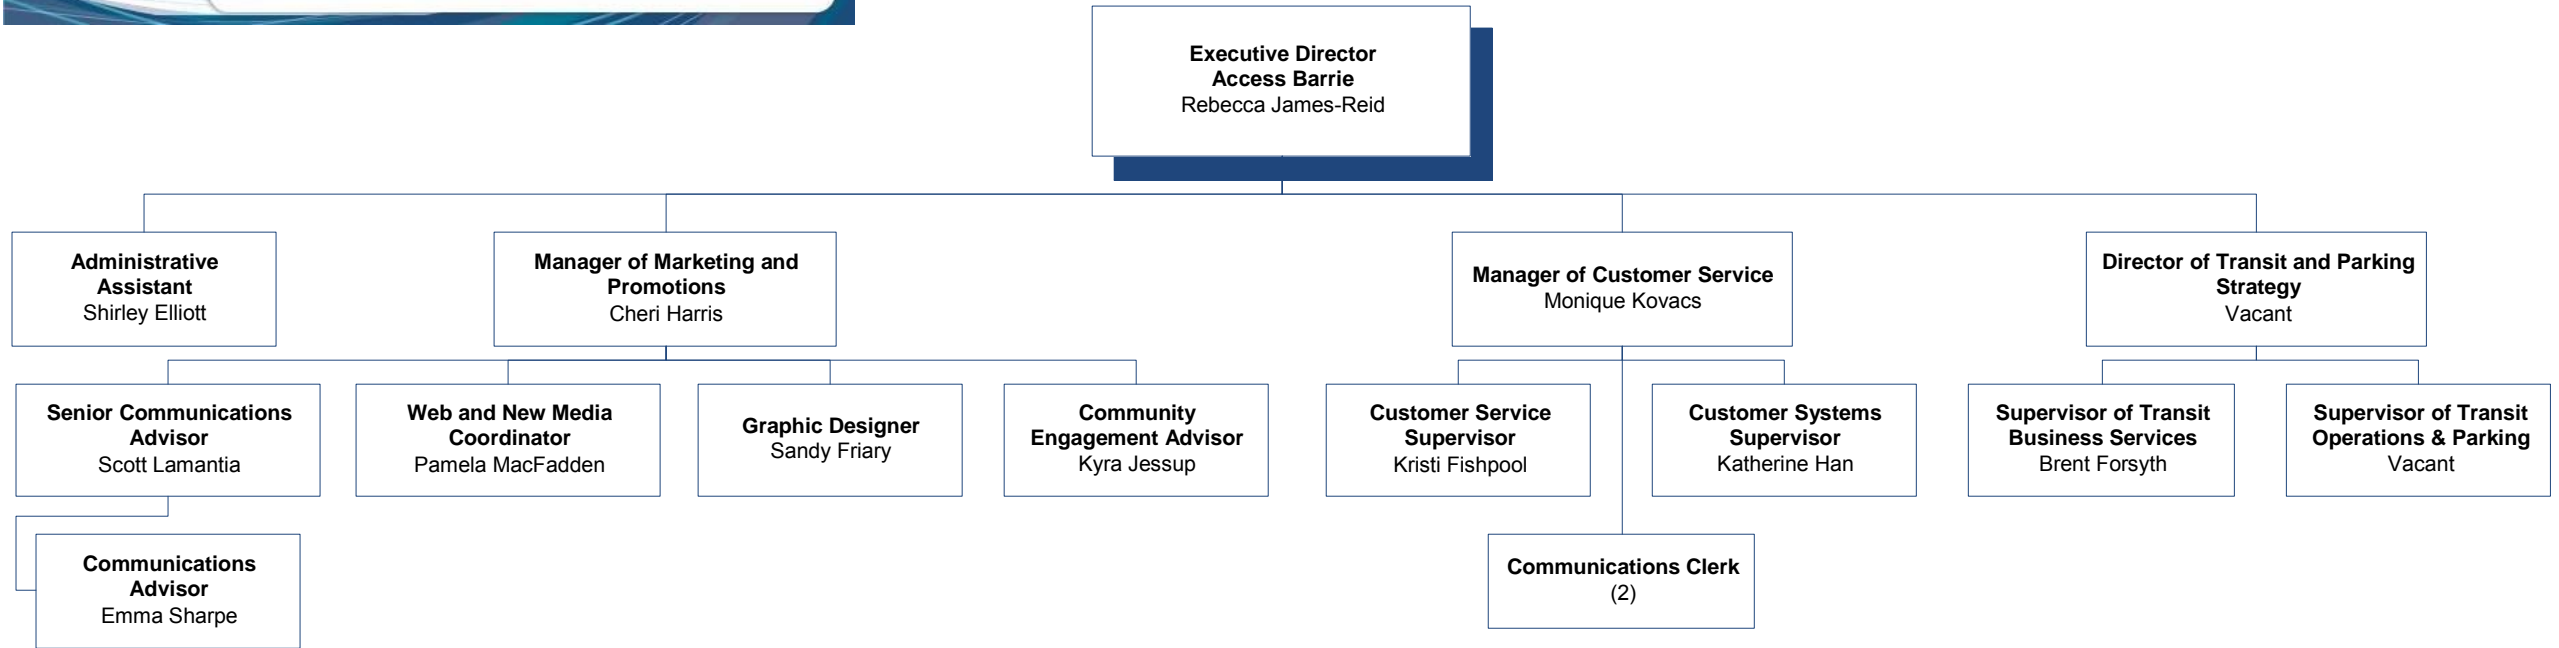 Executive Director
Access Barrie
Rebecca James-Reid
Administrative
Assistant
Shirley Elliott
Manager of Marketing and
Promotions
Cheri Harris
Manager of Customer Service
Monique Kovacs
Director of Transit and Parking
Strategy
Vacant
Senior Communications
Advisor
Scott Lamantia
Web and New Media
Coordinator
Pamela MacFadden
Graphic Designer
Sandy Friary
Community
Engagement Advisor
Kyra Jessup
Customer Service
Supervisor
Kristi Fishpool
Customer Systems
Supervisor
Katherine Han
Supervisor of Transit
Business Services
Brent Forsyth
Supervisor of Transit
Operations & Parking
Vacant
Communications
Advisor
Emma Sharpe
Communications Clerk
(2)